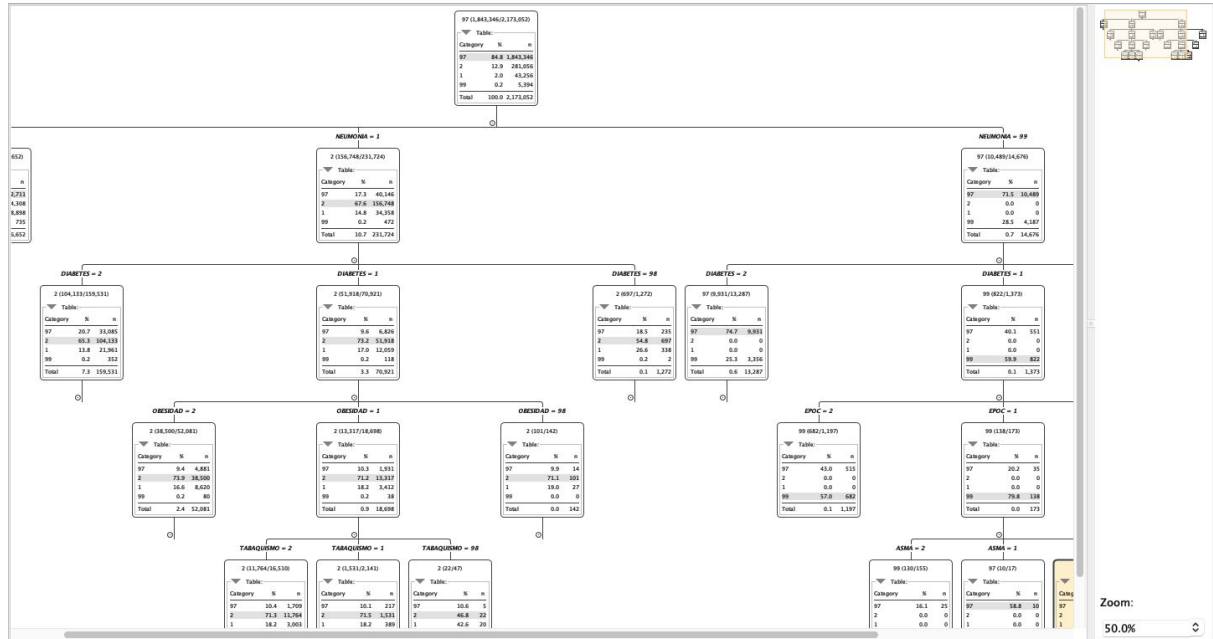 97 (1,843,346/2,173,052)
Table:
Category % n
97 84.8 1,843,346
2 12.9 281,056
1 2.0 43,256
99 0.2 5,394
Total 100.0 2,173,052
NEUMONIA = 1
NEUMONIA = 99
652)
n
2,711
4,308
8,898
735
6,652
2 (156,748/231,724)
Table:
Category % n
97 17.3 40,146
2 67.6 156,748
1 14.8 34,358
99 0.2 472
Total 10.7 231,724
97 (10,489/14,676)
Table:
Category % n
97 71.5 10,489
2 0.0 0
1 0.0 0
99 28.5 4,187
Total 0.7 14,676
DIABETES = 2
DIABETES = 1
DIABETES = 98
DIABETES = 2
DIABETES = 1
2 (104,133/159,531)
Table:
Category % n
97 20.7 33,085
2 65.3 104,133
1 13.8 21,961
99 0.2 352
Total 7.3 159,531
2 (51,918/70,921)
Table:
Category % n
97 9.6 6,826
2 73.2 51,918
1 17.0 12,059
99 0.2 118
Total 3.3 70,921
2 (697/1,272)
Table:
Category % n
97 18.5 235
2 54.8 697
1 26.6 338
99 0.2 2
Total 0.1 1,272
97 (9,931/13,287)
Table:
Category % n
97 74.7 9,931
2 0.0 0
1 0.0 0
99 25.3 3,356
Total 0.6 13,287
99 (822/1,373)
Table:
Category % n
97 40.1 551
2 0.0 0
1 0.0 0
99 59.9 822
Total 0.1 1,373
OBESIDAD = 2
OBESIDAD = 1
OBESIDAD = 98
EPOC = 2
EPOC = 1
2 (38,500/52,081)
Table:
Category % n
97 9.4 4,881
2 73.9 38,500
1 16.6 8,620
99 0.2 80
Total 2.4 52,081
2 (13,317/18,698)
Table:
Category % n
97 10.3 1,931
2 71.2 13,317
1 18.2 3,412
99 0.2 38
Total 0.9 18,698
2 (101/142)
Table:
Category % n
97 9.9 14
2 71.1 101
1 19.0 27
99 0.0 0
Total 0.0 142
99 (682/1,197)
Table:
Category % n
97 43.0 515
2 0.0 0
1 0.0 0
99 57.0 682
Total 0.1 1,197
99 (138/173)
Table:
Category % n
97 20.2 35
2 0.0 0
1 0.0 0
99 79.8 138
Total 0.0 173
TABAQUISMO = 2
TABAQUISMO = 1
TABAQUISMO = 98
ASMA = 2
ASMA = 1
2 (11,764/16,510)
Table:
Category % n
97 10.4 1,709
2 71.3 11,764
1 18.2 3,003
2 (1,531/2,141)
Table:
Category % n
97 10.1 217
2 71.5 1,531
1 18.2 389
2 (22/47)
Table:
Category % n
97 10.6 5
2 46.8 22
1 42.6 20
99 (130/155)
Table:
Category % n
97 16.1 25
2 0.0 0
1 0.0 0
97 (10/17)
Table:
Category % n
97 58.8 10
2 0.0 0
1 0.0 0
Categ
97
2
1
Zoom:
50.0%